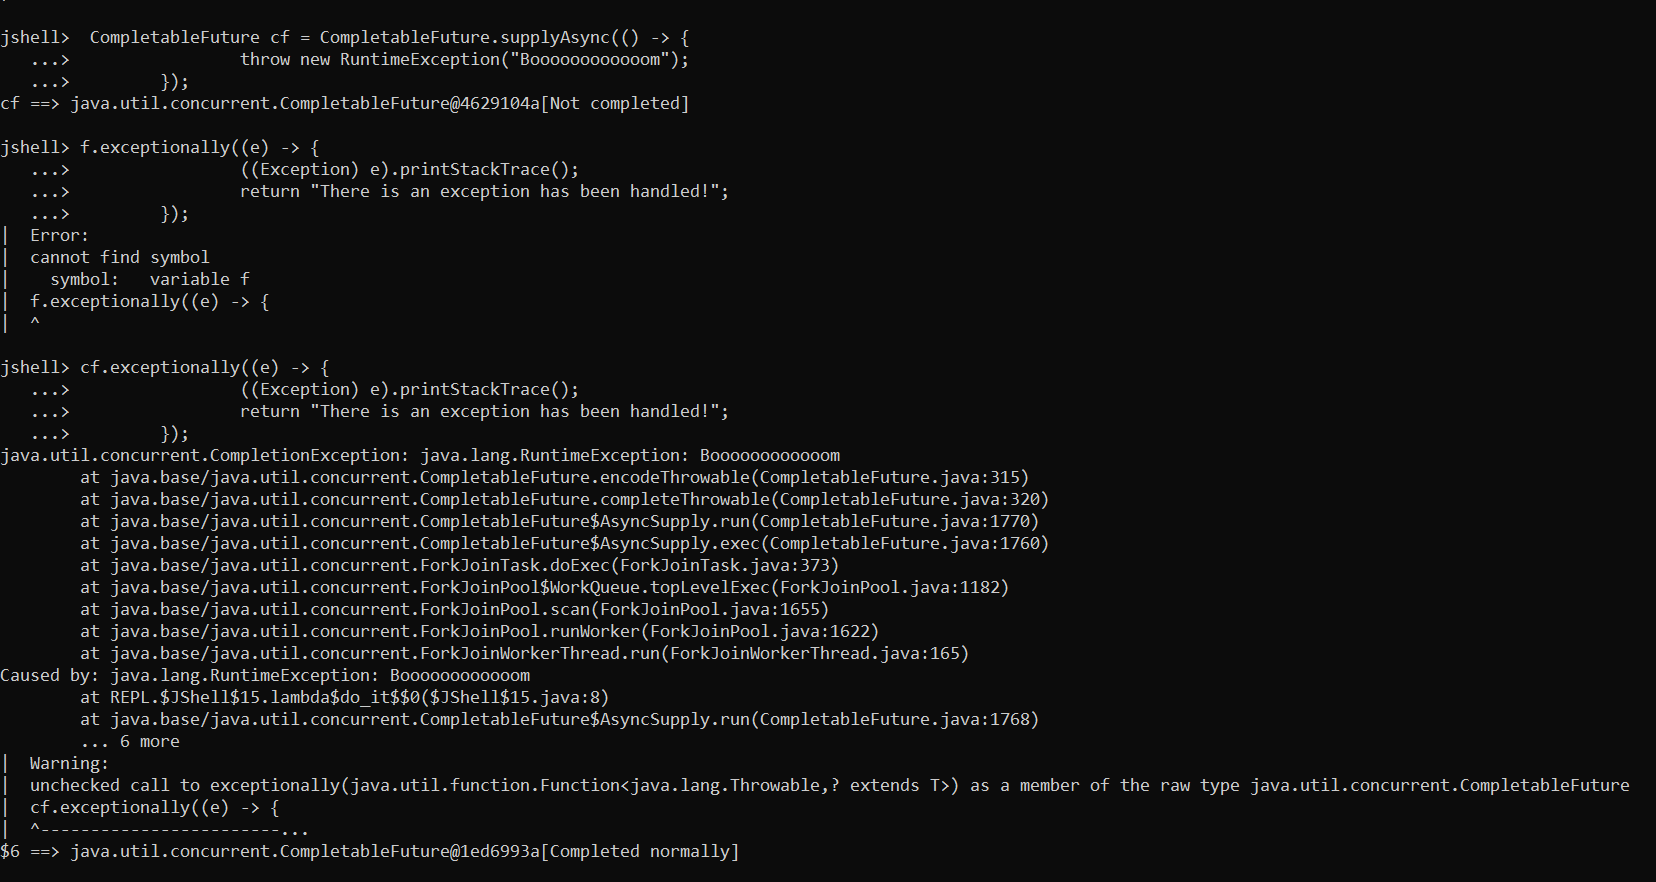 jshell>  CompletableFuture cf = CompletableFuture.supplyAsync(() -> {
   ...>                 throw new RuntimeException("Boooooooooooom");
   ...>         });
cf ==> java.util.concurrent.CompletableFuture@4629104a[Not completed]

jshell> f.exceptionally((e) -> {
   ...>                 ((Exception) e).printStackTrace();
   ...>                 return "There is an exception has been handled!";
   ...>         });
|  Error:
|  cannot find symbol
|    symbol:   variable f
|  f.exceptionally((e) -> {
|  ^

jshell> cf.exceptionally((e) -> {
   ...>                 ((Exception) e).printStackTrace();
   ...>                 return "There is an exception has been handled!";
   ...>         });
java.util.concurrent.CompletionException: java.lang.RuntimeException: Boooooooooooom
        at java.base/java.util.concurrent.CompletableFuture.encodeThrowable(CompletableFuture.java:315)
        at java.base/java.util.concurrent.CompletableFuture.completeThrowable(CompletableFuture.java:320)
        at java.base/java.util.concurrent.CompletableFuture$AsyncSupply.run(CompletableFuture.java:1770)
        at java.base/java.util.concurrent.CompletableFuture$AsyncSupply.exec(CompletableFuture.java:1760)
        at java.base/java.util.concurrent.ForkJoinTask.doExec(ForkJoinTask.java:373)
        at java.base/java.util.concurrent.ForkJoinPool$WorkQueue.topLevelExec(ForkJoinPool.java:1182)
        at java.base/java.util.concurrent.ForkJoinPool.scan(ForkJoinPool.java:1655)
        at java.base/java.util.concurrent.ForkJoinPool.runWorker(ForkJoinPool.java:1622)
        at java.base/java.util.concurrent.ForkJoinWorkerThread.run(ForkJoinWorkerThread.java:165)
Caused by: java.lang.RuntimeException: Boooooooooooom
        at REPL.$JShell$15.lambda$do_it$$0($JShell$15.java:8)
        at java.base/java.util.concurrent.CompletableFuture$AsyncSupply.run(CompletableFuture.java:1768)
        ... 6 more
|  Warning:
|  unchecked call to exceptionally(java.util.function.Function<java.lang.Throwable,? extends T>) as a member of the raw type java.util.concurrent.CompletableFuture
|  cf.exceptionally((e) -> {
|  ^------------------------...
$6 ==> java.util.concurrent.CompletableFuture@1ed6993a[Completed normally]